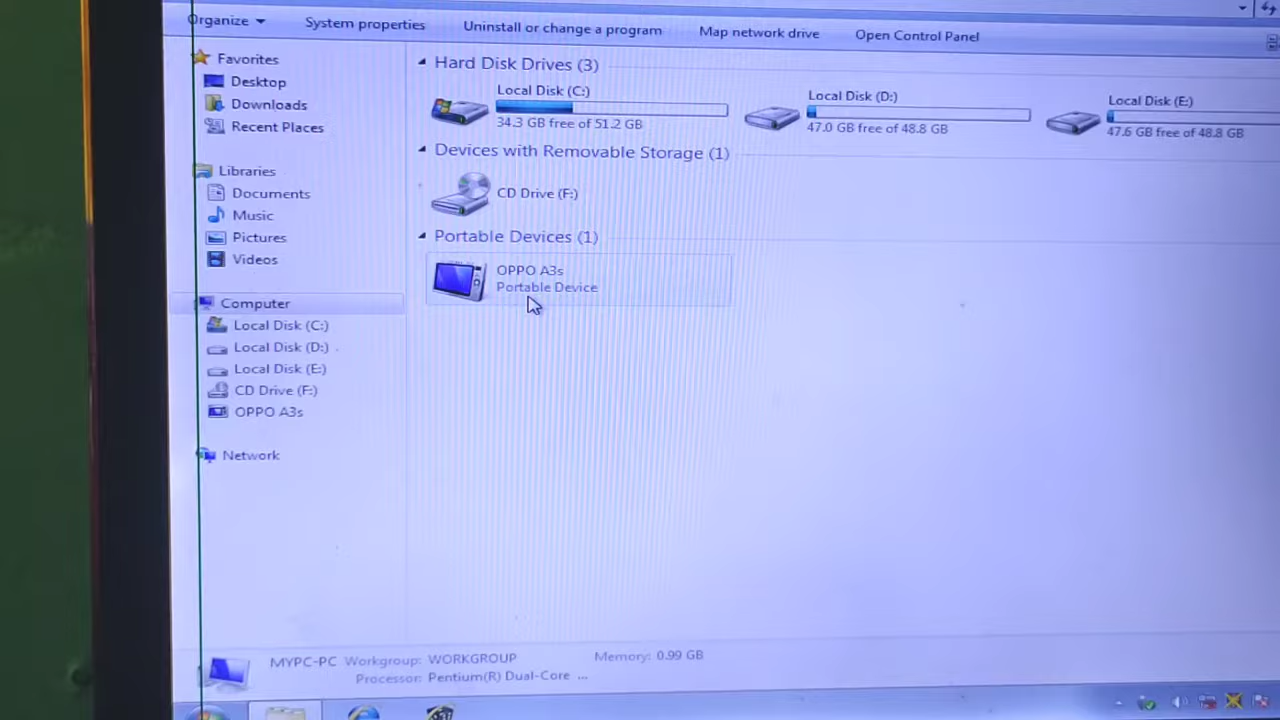 Organize
System properties
Uninstall or change a program
Map network drive
Open Control Panel
Favorites
Desktop
Downloads
Recent Places
Libraries
Documents
Music
Pictures
Videos
Computer
Local Disk (C:)
Local Disk (D:)
Local Disk (E:)
CD Drive (F:)
OPPO A3s
Network
Hard Disk Drives (3)
Local Disk (C:)
34.3 GB free of 51.2 GB
Local Disk (D:)
47.0 GB free of 48.8 GB
Local Disk (E:)
47.6 GB free of 48.8 GB
Devices with Removable Storage (1)
CD Drive (F:)
Portable Devices (1)
OPPO A3s
Portable Device
MYPC-PC Workgroup: WORKGROUP Memory: 0.99 GB
Processor: Pentium(R) Dual-Core ...